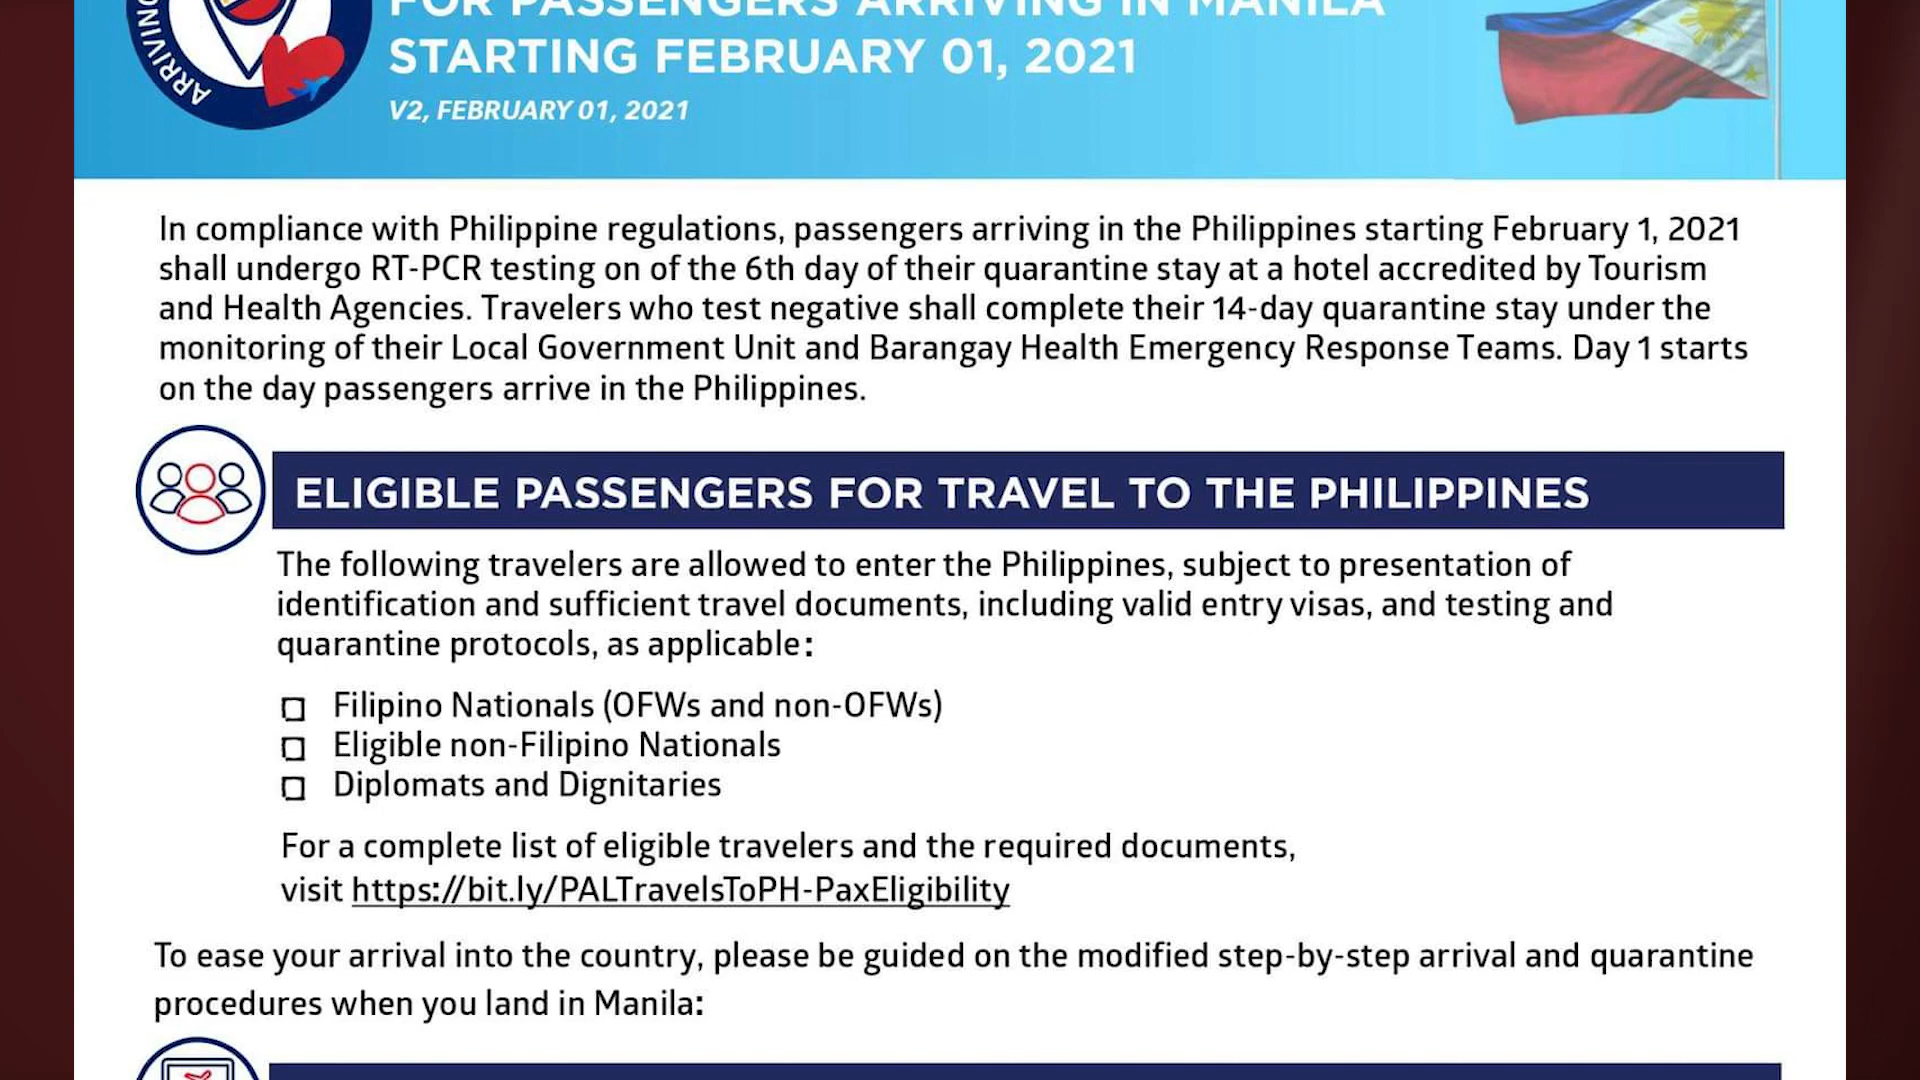 ARRIVING
FOR PASSENGERS ARRIVING IN MANILA
STARTING FEBRUARY 01, 2021
V2, FEBRUARY 01, 2021
In compliance with Philippine regulations, passengers arriving in the Philippines starting February 1, 2021
shall undergo RT-PCR testing on of the 6th day of their quarantine stay at a hotel accredited by Tourism
and Health Agencies. Travelers who test negative shall complete their 14-day quarantine stay under the
monitoring of their Local Government Unit and Barangay Health Emergency Response Teams. Day 1 starts
on the day passengers arrive in the Philippines.
ELIGIBLE PASSENGERS FOR TRAVEL TO THE PHILIPPINES
The following travelers are allowed to enter the Philippines, subject to presentation of
identification and sufficient travel documents, including valid entry visas, and testing and
quarantine protocols, as applicable:
Filipino Nationals (OFWs and non-OFWs)
Eligible non-Filipino Nationals
Diplomats and Dignitaries
For a complete list of eligible travelers and the required documents,
visit https://bit.ly/PALTravelsToPH-PaxEligibility
To ease your arrival into the country, please be guided on the modified step-by-step arrival and quarantine
procedures when you land in Manila: